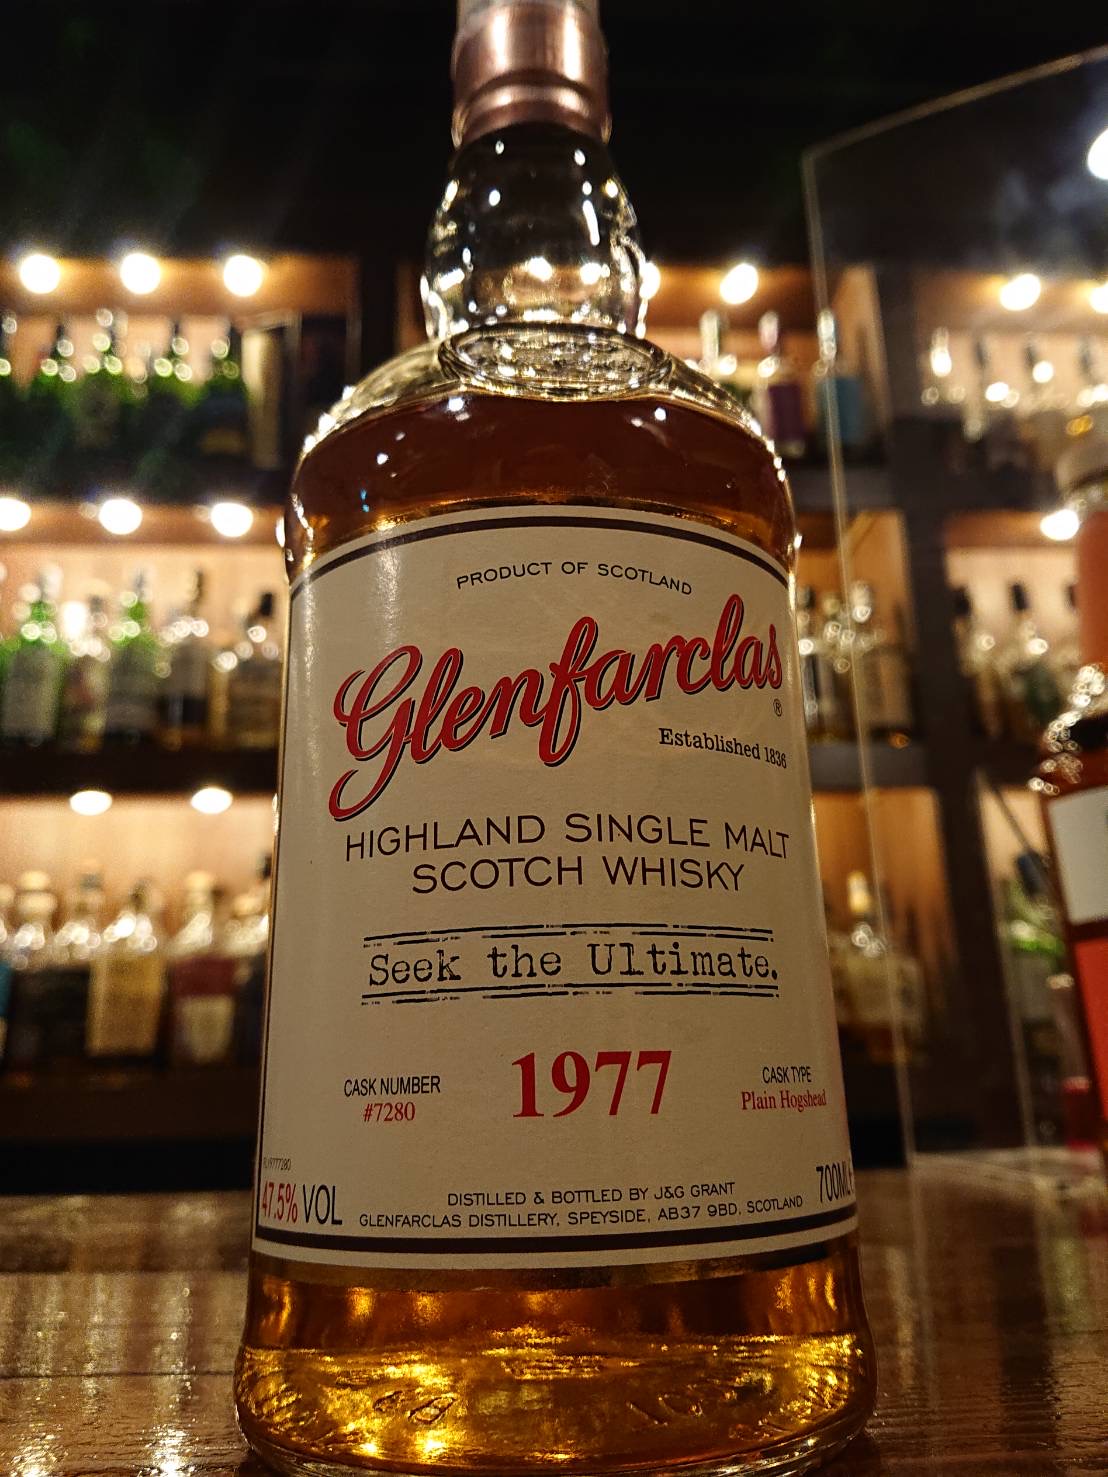 PRODUCT OF SCOTLAND
Glenfarclas®
Established 1836
HIGHLAND SINGLE MALT
SCOTCH WHISKY
Seek the Ultimate.
CASK NUMBER
#7280
1977
CASK TYPE
Plain Hogshead
47.5% VOL
DISTILLED & BOTTLED BY J&G GRANT
GLENFARCLAS DISTILLERY, SPEYSIDE, AB37 9BD, SCOTLAND
700ML